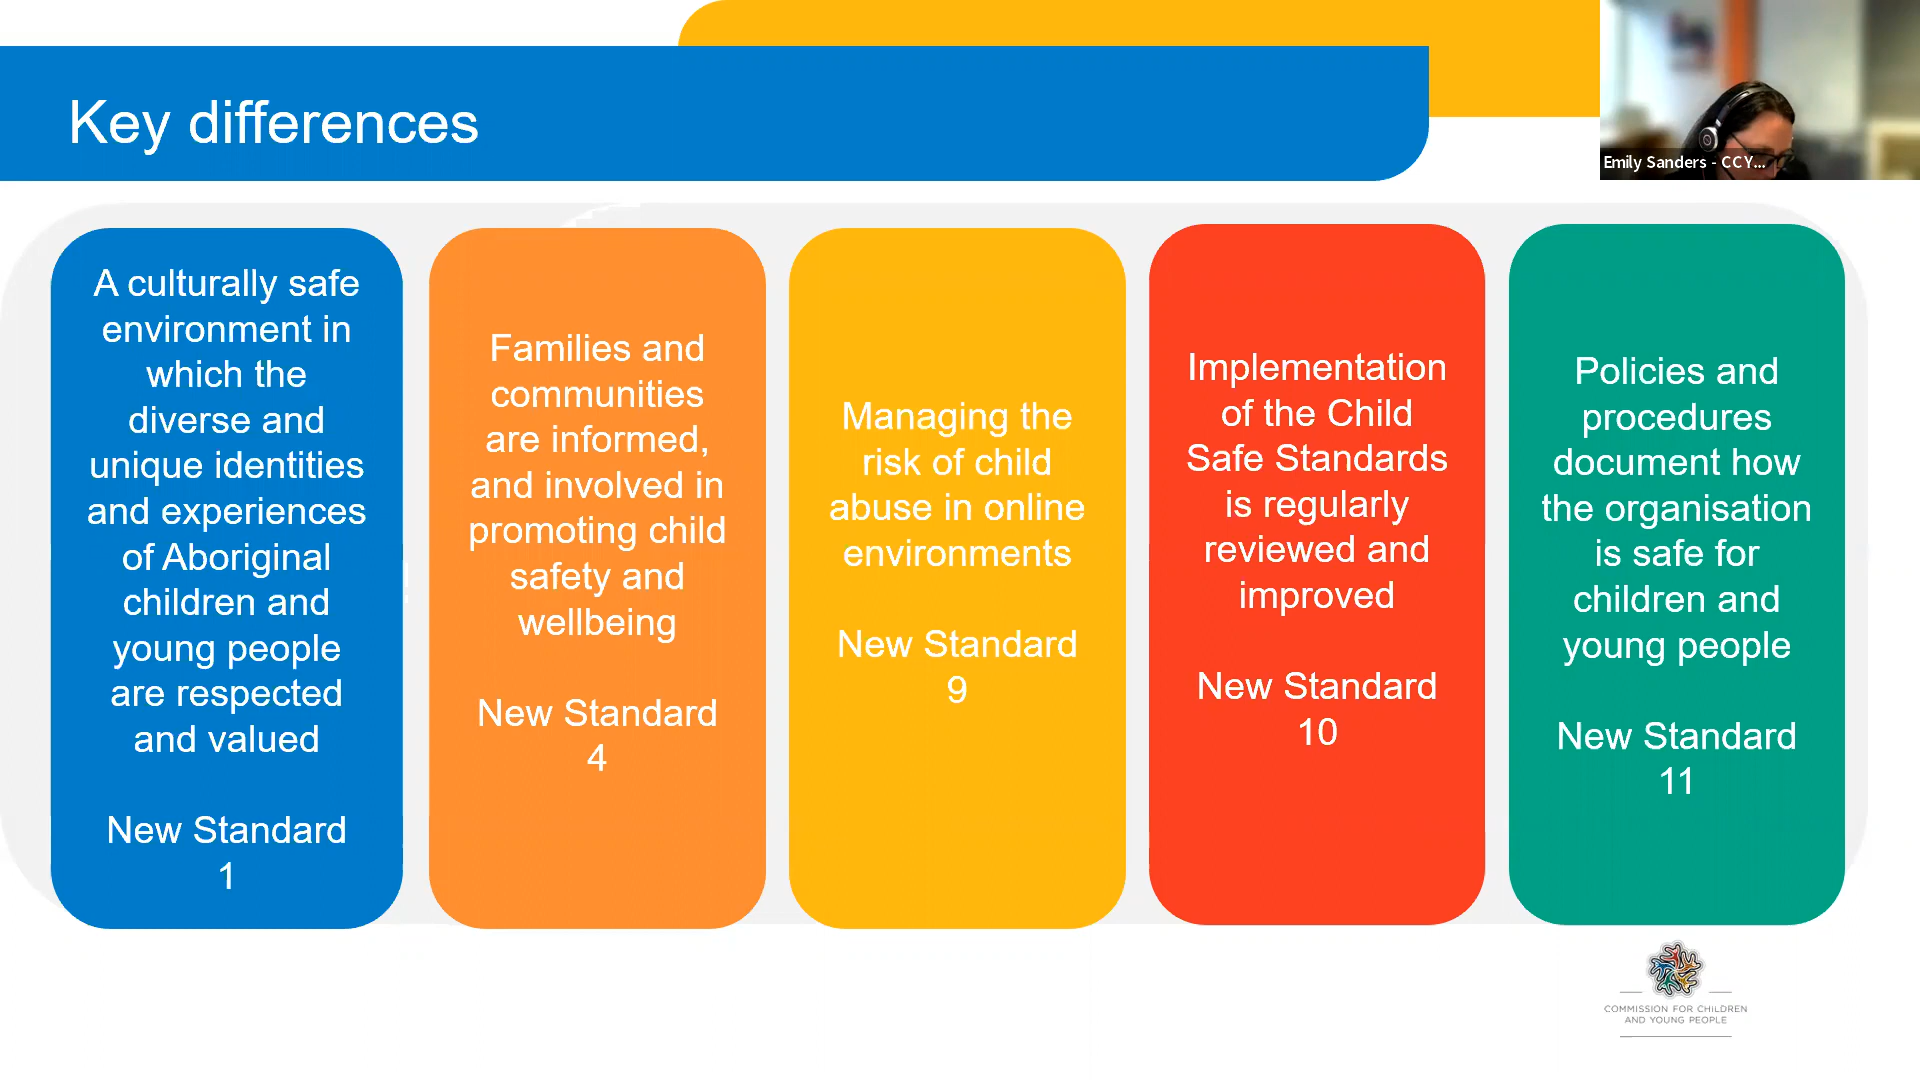 Key differences
Emily Sanders - CCY...
A culturally safe
environment in
which the
diverse and
unique identities
and experiences
of Aboriginal
children and
young people
are respected
and valued
New Standard
1
Families and
communities
are informed,
and involved in
promoting child
safety and
wellbeing
New Standard
4
Managing the
risk of child
abuse in online
environments
New Standard
9
Implementation
of the Child
Safe Standards
is regularly
reviewed and
improved
New Standard
10
Policies and
procedures
document how
the organisation
is safe for
children and
young people
New Standard
11
COMMISSION FOR CHILDREN
AND YOUNG PEOPLE